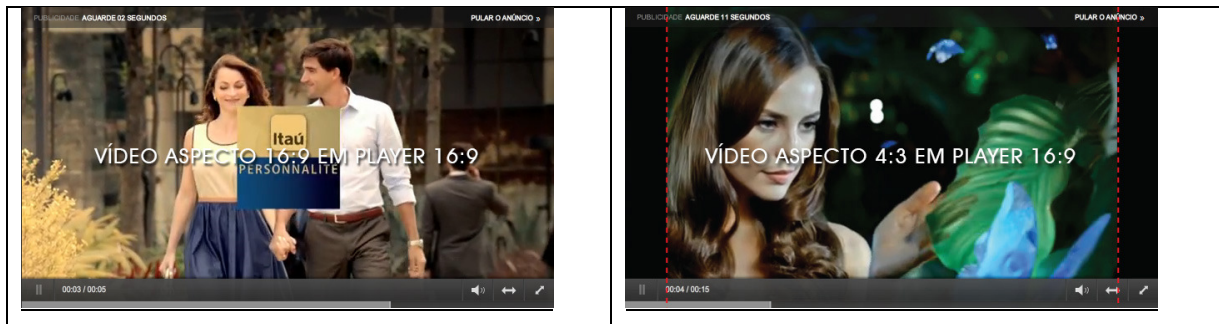 PUBLICIDADE AGUARDE 02 SEGUNDOS
PULAR O ANÚNCIO »
Itaú
VÍDEO ASPECTO 16:9 EM PLAYER 16:9
PERSONNALITÉ
00:03 / 00:05
PUBLICIDADE AGUARDE 11 SEGUNDOS
PULAR O ANÚNCIO »
VÍDEO ASPECTO 4:3 EM PLAYER 16:9
00:04 / 00:15